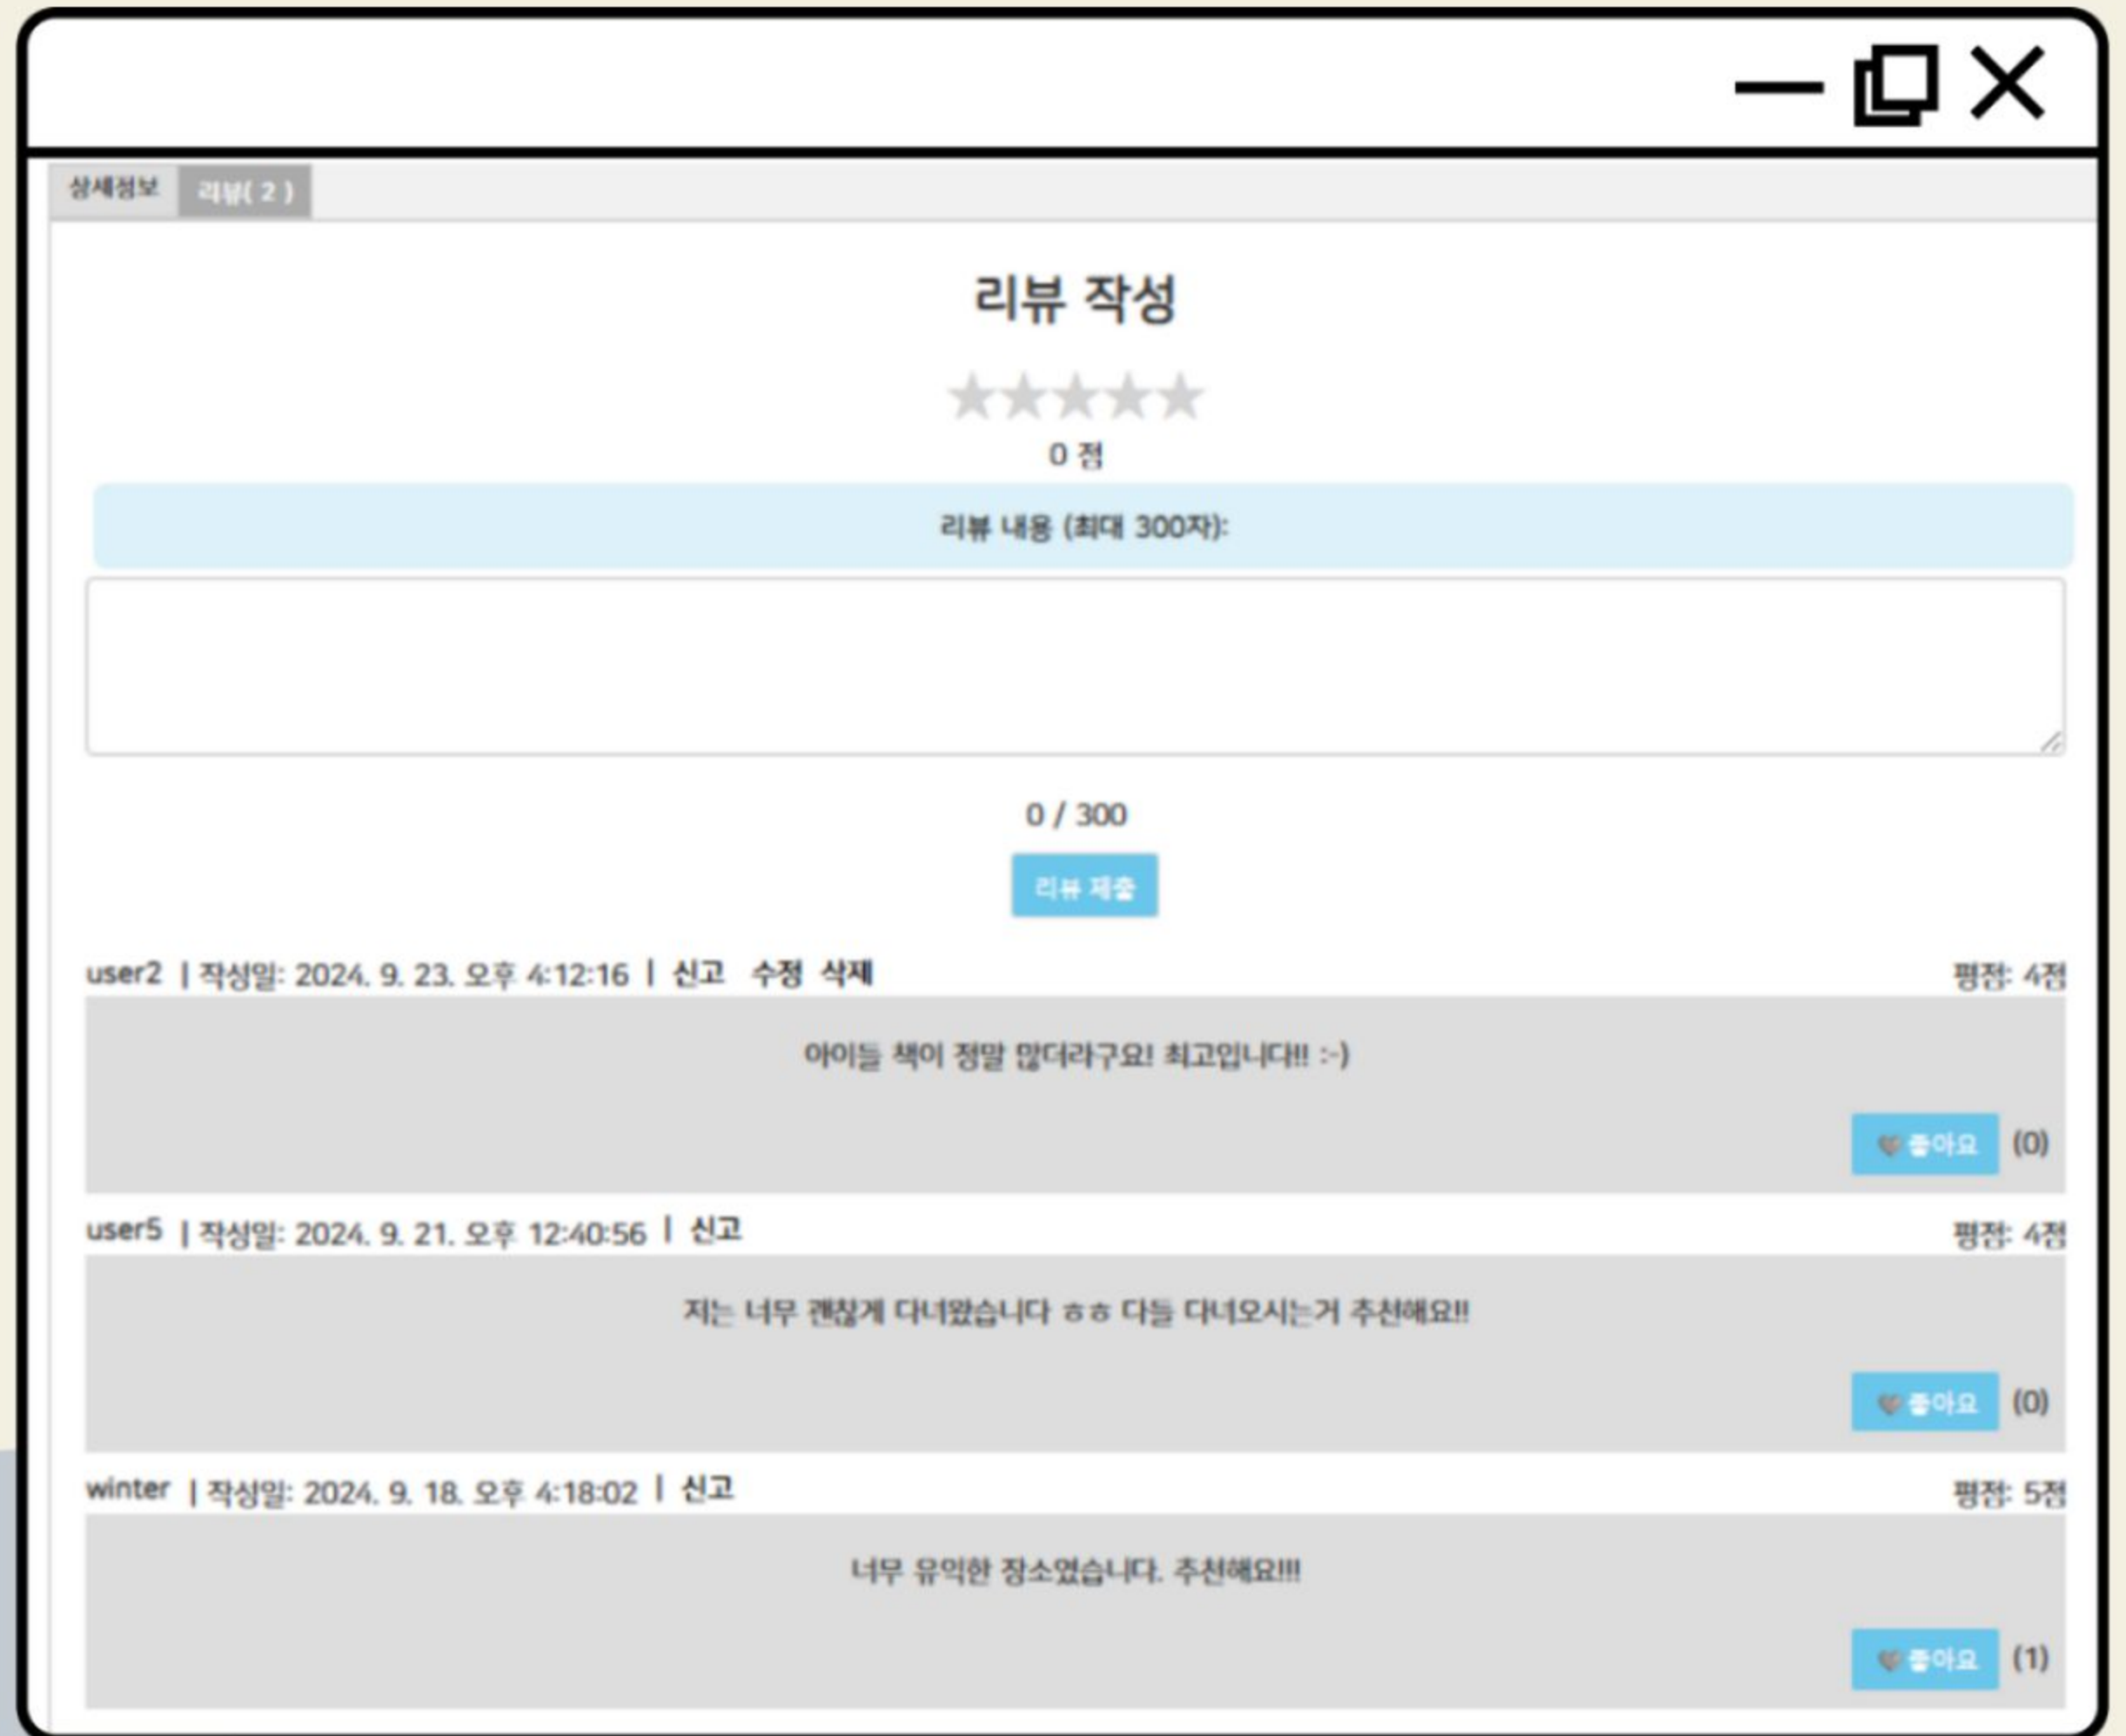 상세정보 리뷰( 2 )
리뷰 작성
★★★★★
0 점
리뷰 내용 (최대 300자):
0 / 300
리뷰 제출
user2 | 작성일: 2024. 9. 23. 오후 4:12:16 | 신고 수정 삭제 평점: 4점
아이들 책이 정말 많더라구요! 최고입니다!! :-)
좋아요 (0)
user5 | 작성일: 2024. 9. 21. 오후 12:40:56 | 신고 평점: 4점
저는 너무 괜찮게 다녀왔습니다 ㅎㅎ 다들 다녀오시는거 추천해요!!
좋아요 (0)
winter | 작성일: 2024. 9. 18. 오후 4:18:02 | 신고 평점: 5점
너무 유익한 장소였습니다. 추천해요!!!
좋아요 (1)